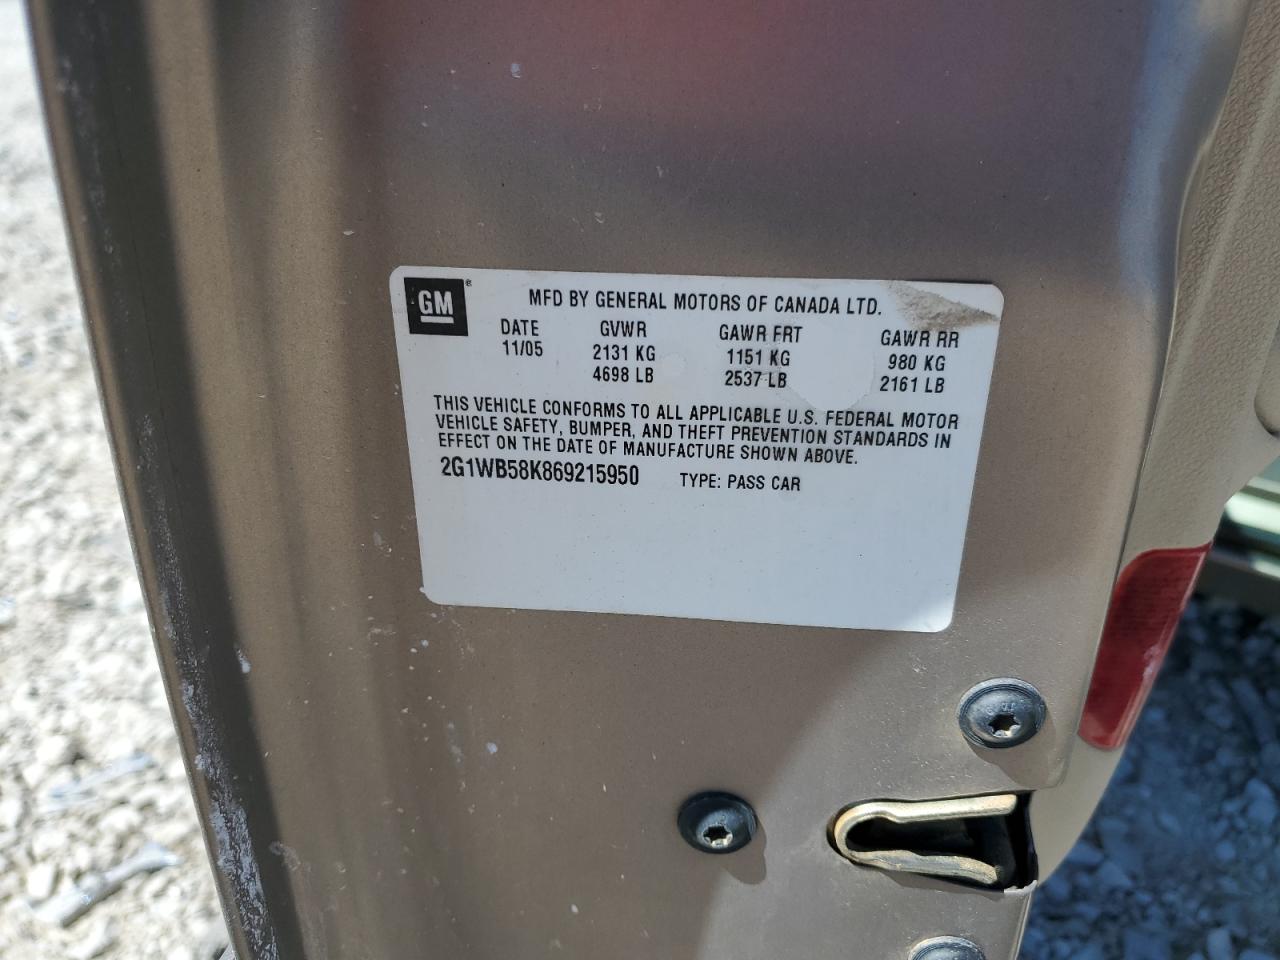 GM ®
MFD BY GENERAL MOTORS OF CANADA LTD.
DATE GVWR GAWR FRT GAWR RR
11/05 2131 KG 1151 KG 980 KG
4698 LB 2537 LB 2161 LB
THIS VEHICLE CONFORMS TO ALL APPLICABLE U.S. FEDERAL MOTOR
VEHICLE SAFETY, BUMPER, AND THEFT PREVENTION STANDARDS IN
EFFECT ON THE DATE OF MANUFACTURE SHOWN ABOVE.
2G1WB58K869215950 TYPE: PASS CAR